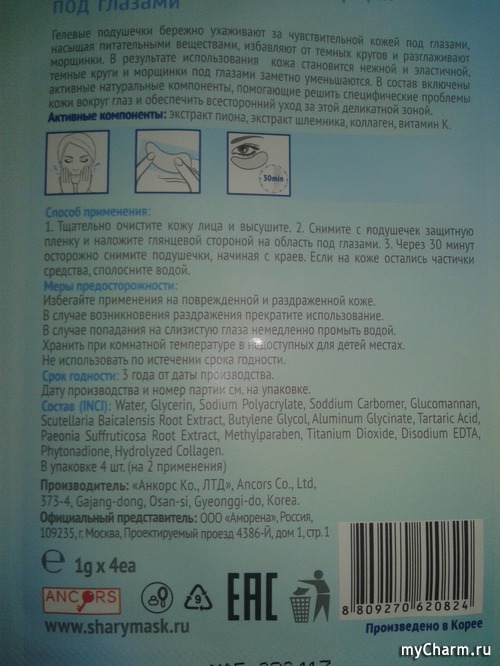 под глазами
Гелевые подушечки бережно ухаживают за чувствительной кожей под глазами,
насыщая питательными веществами, избавляют от темных кругов и разглаживают
морщинки. В результате использования кожа становится нежной и эластичной,
темные круги и морщинки под глазами заметно уменьшаются. В состав включены
активные натуральные компоненты, помогающие решить специфические проблемы
кожи вокруг глаз и обеспечить всесторонний уход за этой деликатной зоной.
Активные компоненты: экстракт пиона, экстракт шлемника, коллаген, витамин К.
30min
Способ применения:
1. Тщательно очистите кожу лица и высушите. 2. Снимите с подушечек защитную
пленку и наложите глянцевой стороной на область под глазами. 3. Через 30 минут
осторожно снимите подушечки, начиная с краев. Если на коже остались частички
средства, сполосните водой.
Меры предосторожности:
Избегайте применения на поврежденной и раздраженной коже.
В случае возникновения раздражения прекратите использование.
В случае попадания на слизистую глаза немедленно промыть водой.
Хранить при комнатной температуре в недоступных для детей местах.
Не использовать по истечении срока годности.
Срок годности: 3 года от даты производства.
Дату производства и номер партии см. на упаковке.
Состав (INCI): Water, Glycerin, Sodium Polyacrylate, Soddium Carbomer, Glucomannan,
Scutellaria Baicalensis Root Extract, Butylene Glycol, Aluminum Glycinate, Tartaric Acid,
Paeonia Suffruticosa Root Extract, Methylparaben, Titanium Dioxide, Disodium EDTA,
Phytonadione, Hydrolyzed Collagen.
В упаковке 4 шт. (на 2 применения)
Производитель: «Анкорс Ко., ЛТД», Ancors Co., Ltd,
373-4, Gajang-dong, Osan-si, Gyeonggi-do, Korea.
Официальный представитель: ООО «Аморена», Россия,
109235, г. Москва, Проектируемый проезд 4386-Й, дом 1, стр.1
℮ 1g x 4ea
ANCORS
EAC
8 809270 620824
www.sharymask.ru
Произведено в Корее
myCharm.ru